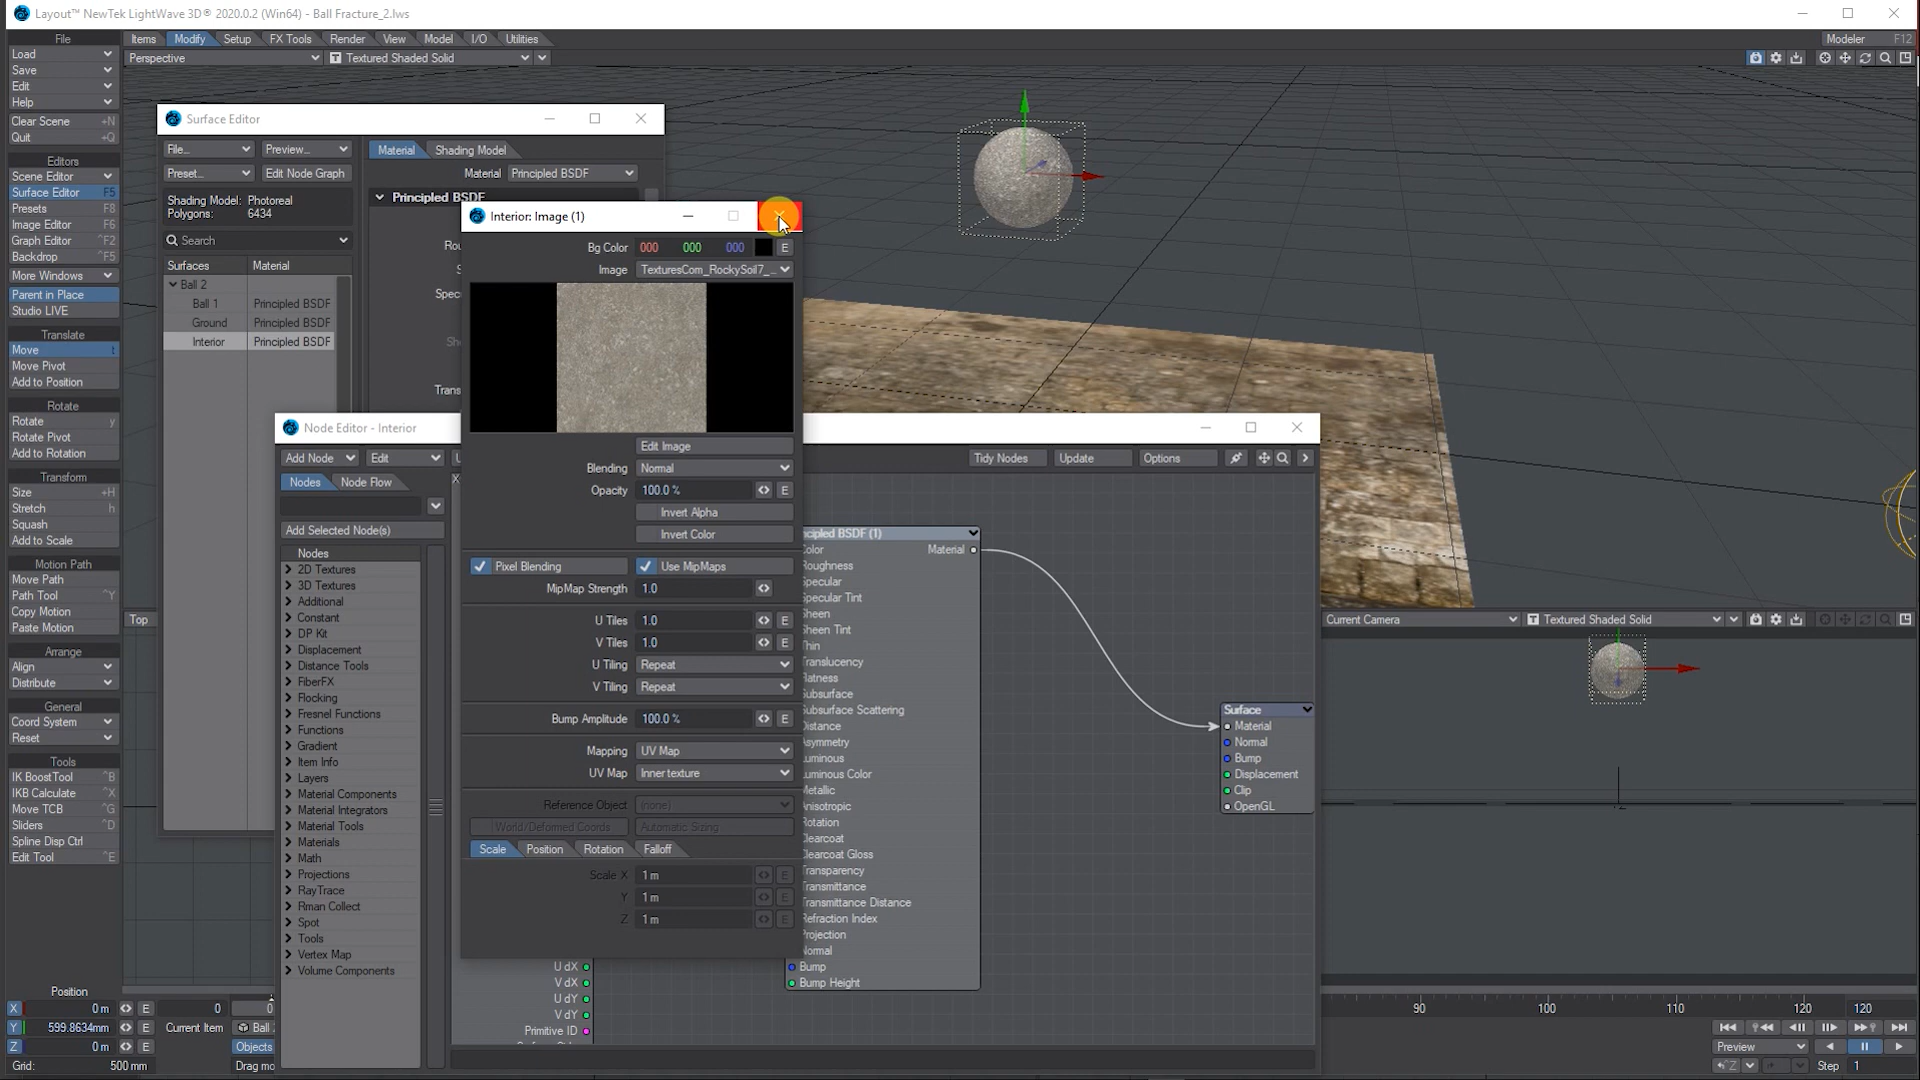 Layout™ NewTek LightWave 3D® 2020.0.2 (Win64) - Ball Fracture_2.lws
File
Items Modify Setup FX Tools Render View Model I/O Utilities
Modeler F12
Load
Perspective
Textured Shaded Solid
Save
Edit
Help
Clear Scene +N
Quit +Q
Editors
Scene Editor
Surface Editor F5
Presets F8
Image Editor F6
Graph Editor ^F2
Backdrop ^F5
More Windows
Parent in Place
Studio LIVE
Translate
Move t
Move Pivot
Add to Position
Rotate
Rotate y
Rotate Pivot
Add to Rotation
Transform
Size +H
Stretch h
Squash
Add to Scale
Motion Path
Move Path
Path Tool ^Y
Copy Motion
Paste Motion
Arrange
Align
Distribute
General
Coord System
Reset
Tools
IK BoostTool ^B
IKB Calculate ^X
Move TCB ^G
Sliders ^D
Spline Disp Ctrl
Edit Tool ^E
Surface Editor
File...
Preview...
Preset...
Edit Node Graph
Shading Model: Photoreal
Polygons: 6434
Search
Surfaces Material
Ball 2
Ball 1 Principled BSDF
Ground Principled BSDF
Interior Principled BSDF
Material Shading Model
Material Principled BSDF
Principled BSDF
Rou
S
Spec
Sh
Trans
Interior: Image (1)
Bg Color 000 000 000 E
Image TexturesCom_RockySoil7_...
Edit Image
Blending Normal
Opacity 100.0 % E
Invert Alpha
Invert Color
Pixel Blending Use MipMaps
MipMap Strength 1.0
U Tiles 1.0 E
V Tiles 1.0 E
U Tiling Repeat
V Tiling Repeat
Bump Amplitude 100.0 % E
Mapping UV Map
UV Map Inner texture
Reference Object (none)
World/Deformed Coords Automatic Sizing
Scale Position Rotation Falloff
Scale X 1 m E
Y 1 m E
Z 1 m E
Node Editor - Interior
Add Node
Edit
U
Tidy Nodes
Update
Options
Nodes Node Flow
X
Add Selected Node(s)
Nodes
2D Textures
3D Textures
Additional
Constant
DP Kit
Displacement
Distance Tools
FiberFX
Flocking
Fresnel Functions
Functions
Gradient
Item Info
Layers
Material Components
Material Integrators
Material Tools
Materials
Math
Projections
RayTrace
Rman Collect
Spot
Tools
Vertex Map
Volume Components
ncipled BSDF (1)
Color Material
Roughness
Specular
Specular Tint
Sheen
Sheen Tint
Thin
Translucency
Flatness
Subsurface
Subsurface Scattering
Distance
Asymmetry
Luminous
Luminous Color
Metallic
Anisotropic
Rotation
Clearcoat
Clearcoat Gloss
Transparency
Transmittance
Transmittance Distance
Refraction Index
Projection
Normal
Bump
Bump Height
U dX
V dX
U dY
V dY
Primitive ID
Surface
Material
Normal
Bump
Displacement
Clip
OpenGL
Top
Current Camera
Textured Shaded Solid
Position
X 0 m E
Y 599.8634mm E
Z 0 m E
Grid: 500 mm
0
0
Current Item Ball
Objects
Drag mo
90 100 110 120 120
Preview
^Z
Step 1